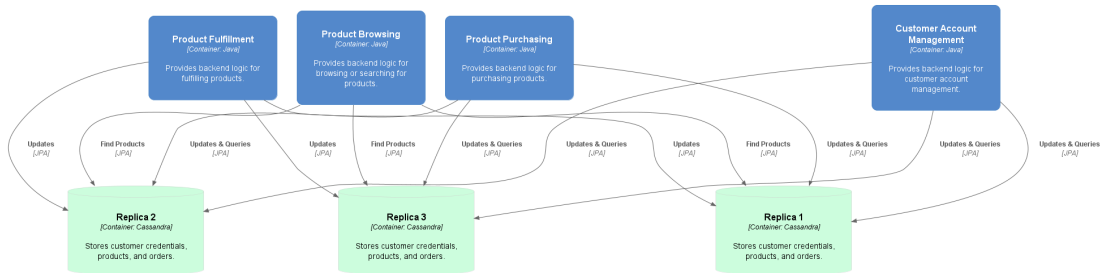 Product Fulfillment
[Container: Java]
Provides backend logic for
fulfilling products.
Product Browsing
[Container: Java]
Provides backend logic for
browsing or searching for
products.
Product Purchasing
[Container: Java]
Provides backend logic for
purchasing products.
Customer Account
Management
[Container: Java]
Provides backend logic for
customer account
management.
Updates
[JPA]
Find Products
[JPA]
Updates & Queries
[JPA]
Updates
[JPA]
Find Products
[JPA]
Updates & Queries
[JPA]
Updates & Queries
[JPA]
Updates
[JPA]
Find Products
[JPA]
Updates & Queries
[JPA]
Updates & Queries
[JPA]
Updates & Queries
[JPA]
Replica 2
[Container: Cassandra]
Stores customer credentials,
products, and orders.
Replica 3
[Container: Cassandra]
Stores customer credentials,
products, and orders.
Replica 1
[Container: Cassandra]
Stores customer credentials,
products, and orders.